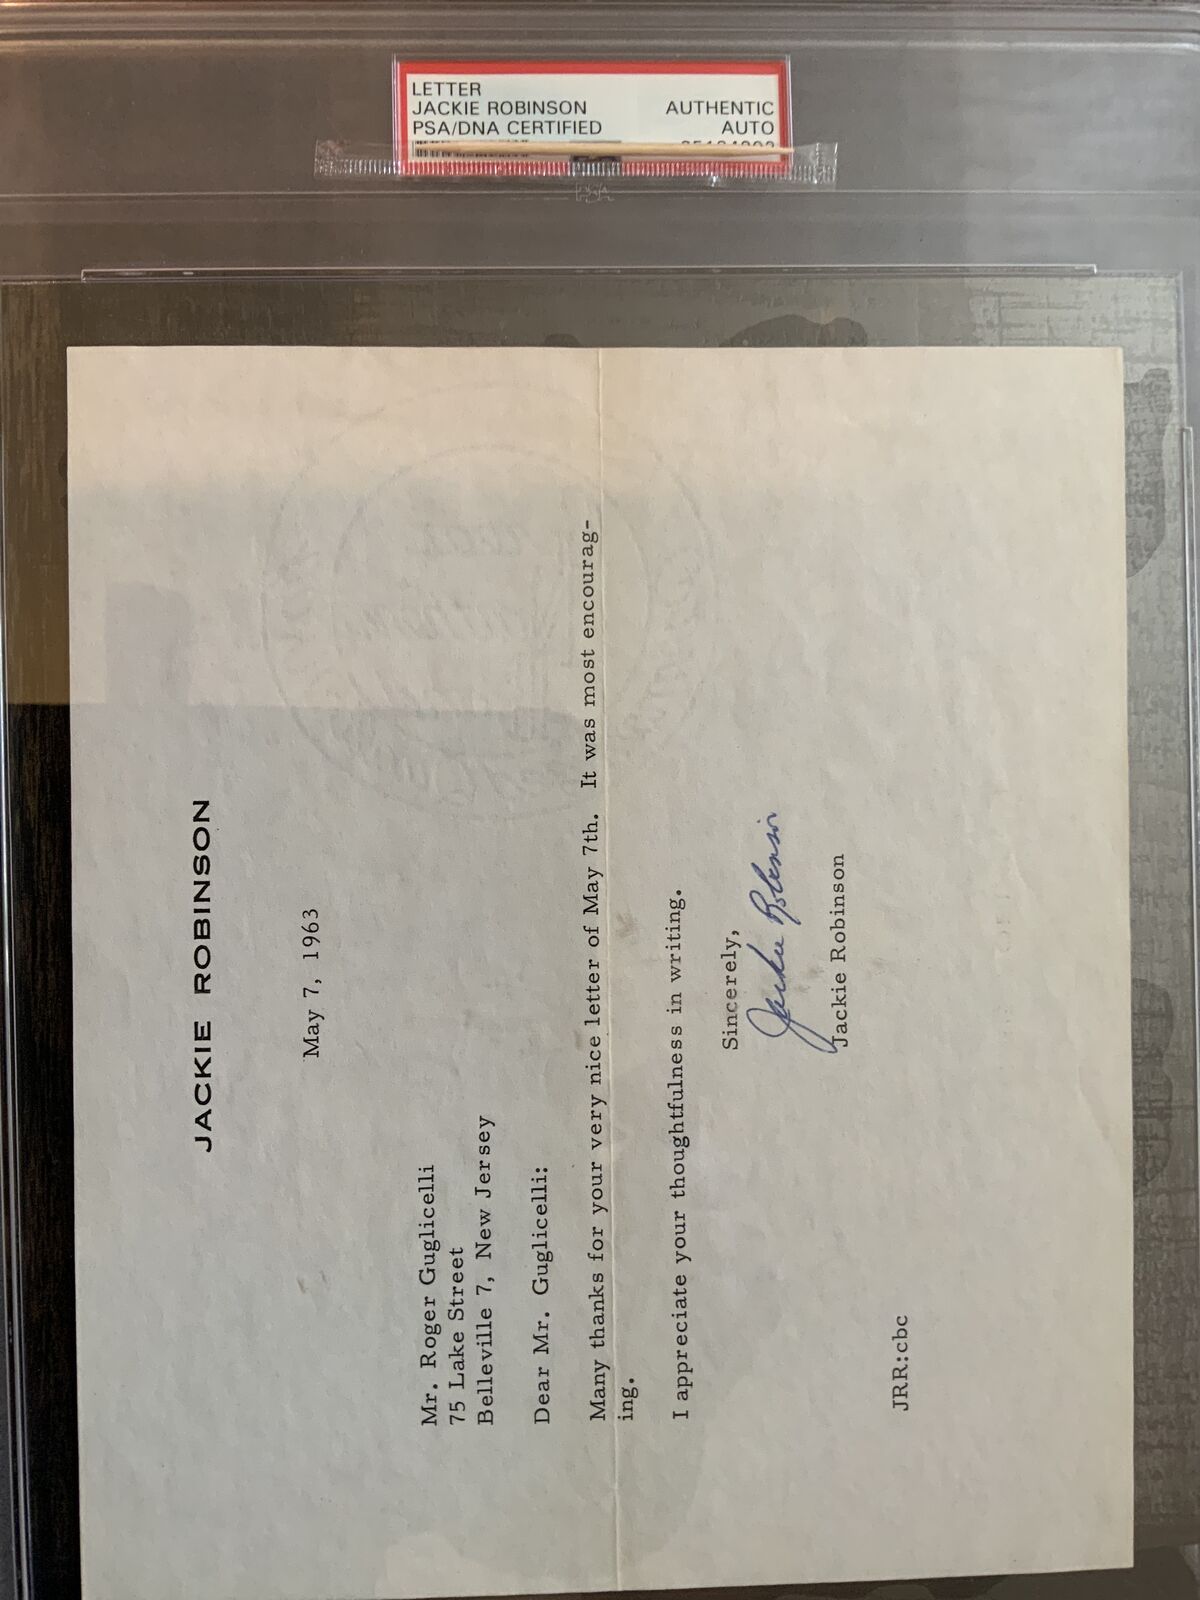 LETTER
JACKIE ROBINSON AUTHENTIC
PSA/DNA CERTIFIED AUTO
PSA
JACKIE ROBINSON
May 7, 1963
Mr. Roger Guglicelli
75 Lake Street
Belleville 7, New Jersey
Dear Mr. Guglicelli:
Many thanks for your very nice letter of May 7th. It was most encourag-
ing.
I appreciate your thoughtfulness in writing.
Sincerely,
Jackie Robinson
Jackie Robinson
JRR:cbc